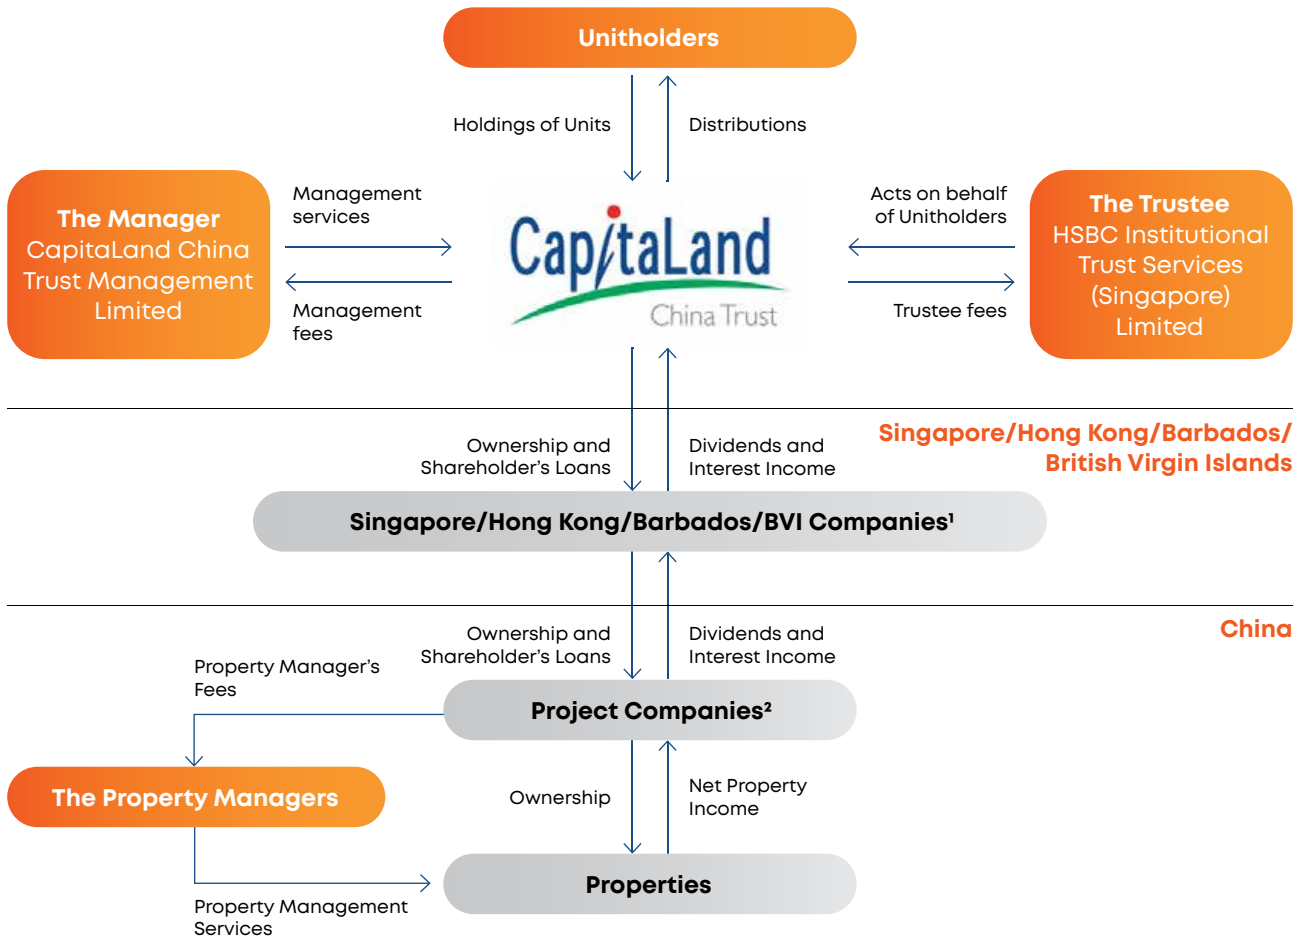 Unitholders
Holdings of Units
Distributions
The Manager
CapitaLand China
Trust Management
Limited
Management
services
Management
fees
CapitaLand
China Trust
Acts on behalf
of Unitholders
Trustee fees
The Trustee
HSBC Institutional
Trust Services
(Singapore)
Limited
Ownership and
Shareholder's Loans
Dividends and
Interest Income
Singapore/Hong Kong/Barbados/
British Virgin Islands
Singapore/Hong Kong/Barbados/BVI Companies¹
Ownership and
Shareholder's Loans
Dividends and
Interest Income
China
Property Manager's
Fees
Project Companies²
The Property Managers
Ownership
Net Property
Income
Properties
Property Management
Services